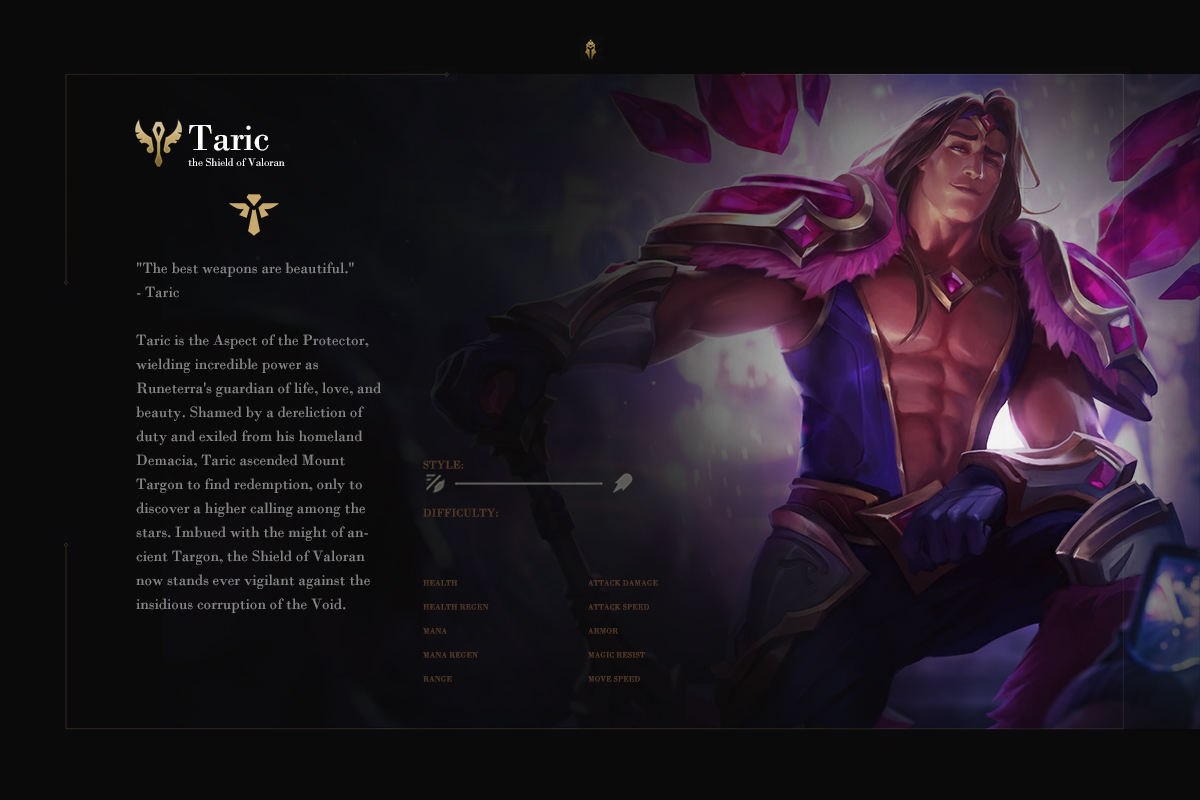 Taric
the Shield of Valoran
"The best weapons are beautiful."
- Taric
Taric is the Aspect of the Protector,
wielding incredible power as
Runeterra's guardian of life, love, and
beauty. Shamed by a dereliction of
duty and exiled from his homeland
Demacia, Taric ascended Mount
Targon to find redemption, only to
discover a higher calling among the
stars. Imbued with the might of an-
cient Targon, the Shield of Valoran
now stands ever vigilant against the
insidious corruption of the Void.
STYLE:
DIFFICULTY:
HEALTH
HEALTH REGEN
MANA
MANA REGEN
RANGE
ATTACK DAMAGE
ATTACK SPEED
ARMOR
MAGIC RESIST
MOVE SPEED